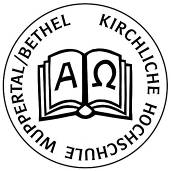 KIRCHLICHE HOCHSCHULE WUPPERTAL/BETHEL
Α Ω